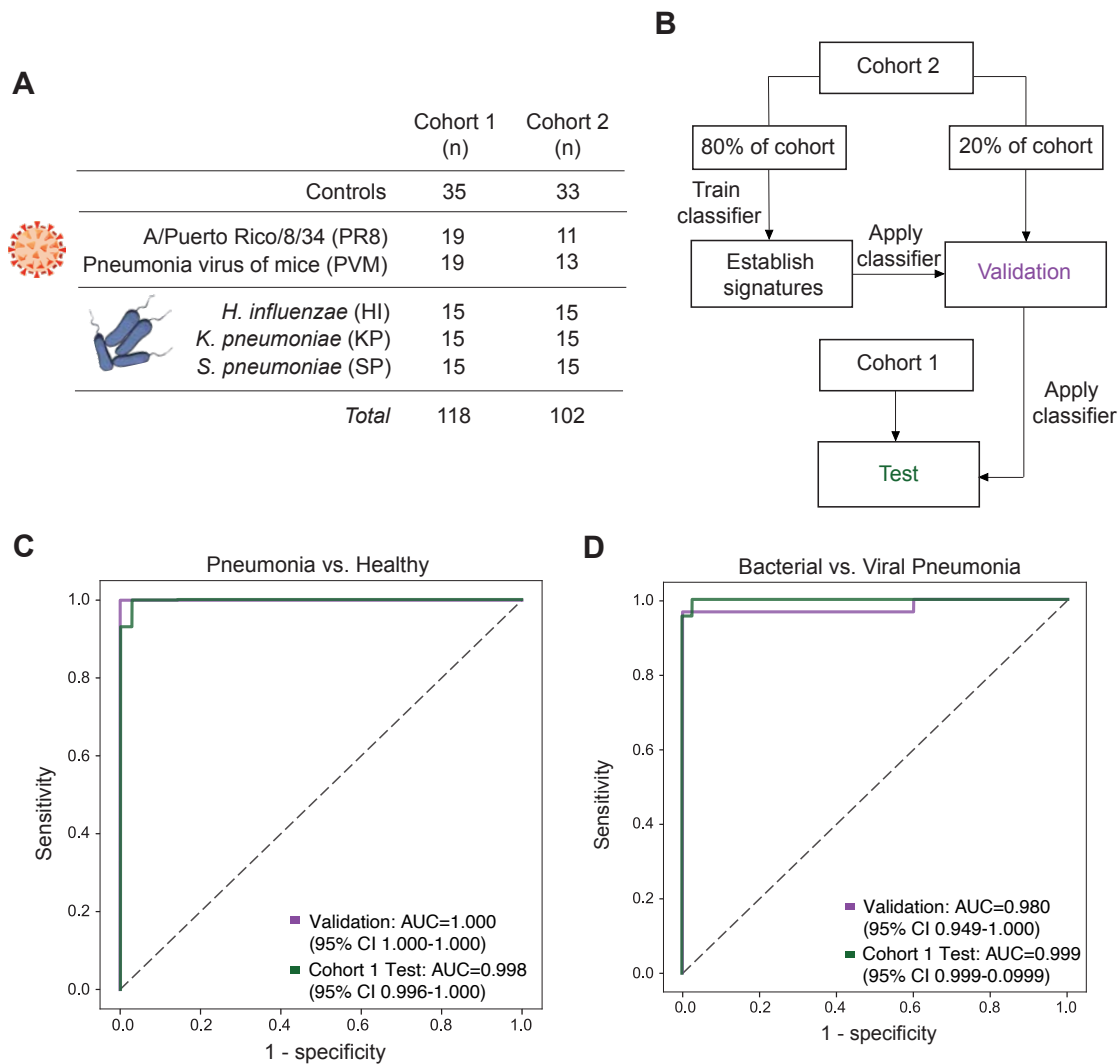 A
Cohort 1 Cohort 2
(n) (n)
Controls 35 33
A/Puerto Rico/8/34 (PR8) 19 11
Pneumonia virus of mice (PVM) 19 13
H. influenzae (HI) 15 15
K. pneumoniae (KP) 15 15
S. pneumoniae (SP) 15 15
Total 118 102
B
Cohort 2
80% of cohort 20% of cohort
Train
classifier
Establish
signatures
Apply
classifier
Validation
Cohort 1
Apply
classifier
Test
C
Pneumonia vs. Healthy
Sensitivity
1.0
0.8
0.6
0.4
0.2
0.0
Validation: AUC=1.000
(95% CI 1.000-1.000)
Cohort 1 Test: AUC=0.998
(95% CI 0.996-1.000)
0.0 0.2 0.4 0.6 0.8 1.0
1 - specificity
D
Bacterial vs. Viral Pneumonia
Sensitivity
1.0
0.8
0.6
0.4
0.2
0.0
Validation: AUC=0.980
(95% CI 0.949-1.000)
Cohort 1 Test: AUC=0.999
(95% CI 0.999-0.0999)
0.0 0.2 0.4 0.6 0.8 1.0
1 - specificity